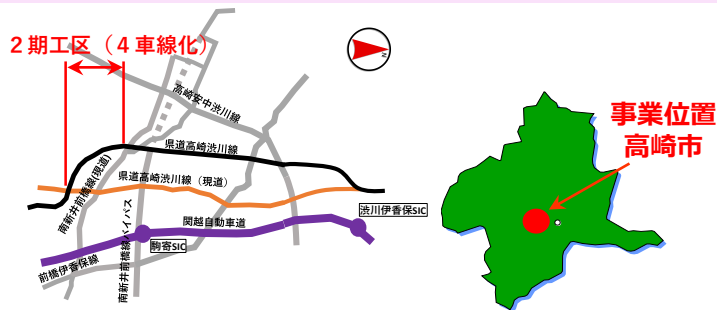 2期工区（４車線化）
N
高崎安中渋川線
県道高崎渋川線
南新井前橋線(現道)
県道高崎渋川線（現道）
関越自動車道
渋川伊香保SIC
駒寄SIC
前橋伊香保線
南新井前橋線バイパス
事業位置
高崎市